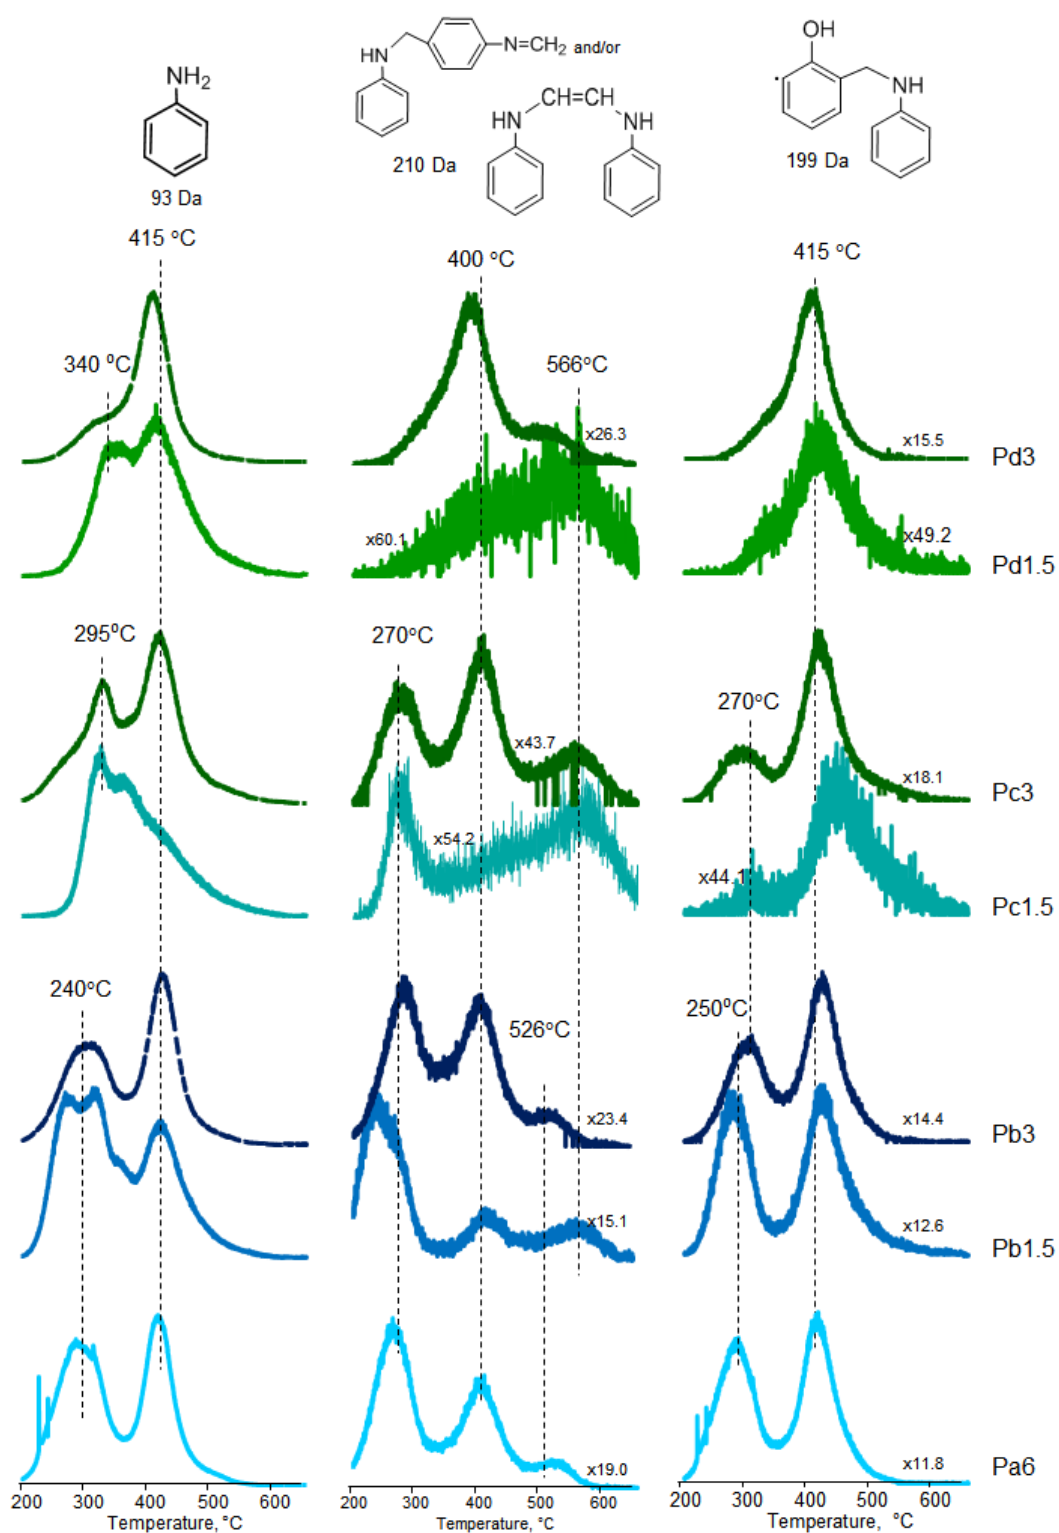 NH₂
93 Da
HN
N=CH₂ and/or
CH=CH
HN
NH
210 Da
OH
NH
199 Da
415 °C
400 °C
415 °C
340 °C
566°C
x26.3
x15.5
Pd3
x60.1
x49.2
Pd1.5
295°C
270°C
270°C
x43.7
x18.1
Pc3
x54.2
x44.1
Pc1.5
240°C
526°C
250°C
x23.4
x14.4
Pb3
x15.1
x12.6
Pb1.5
x19.0
x11.8
Pa6
200 300 400 500 600
200 300 400 500 600
200 300 400 500 600
Temperature, °C
Temperature, °C
Temperature, °C